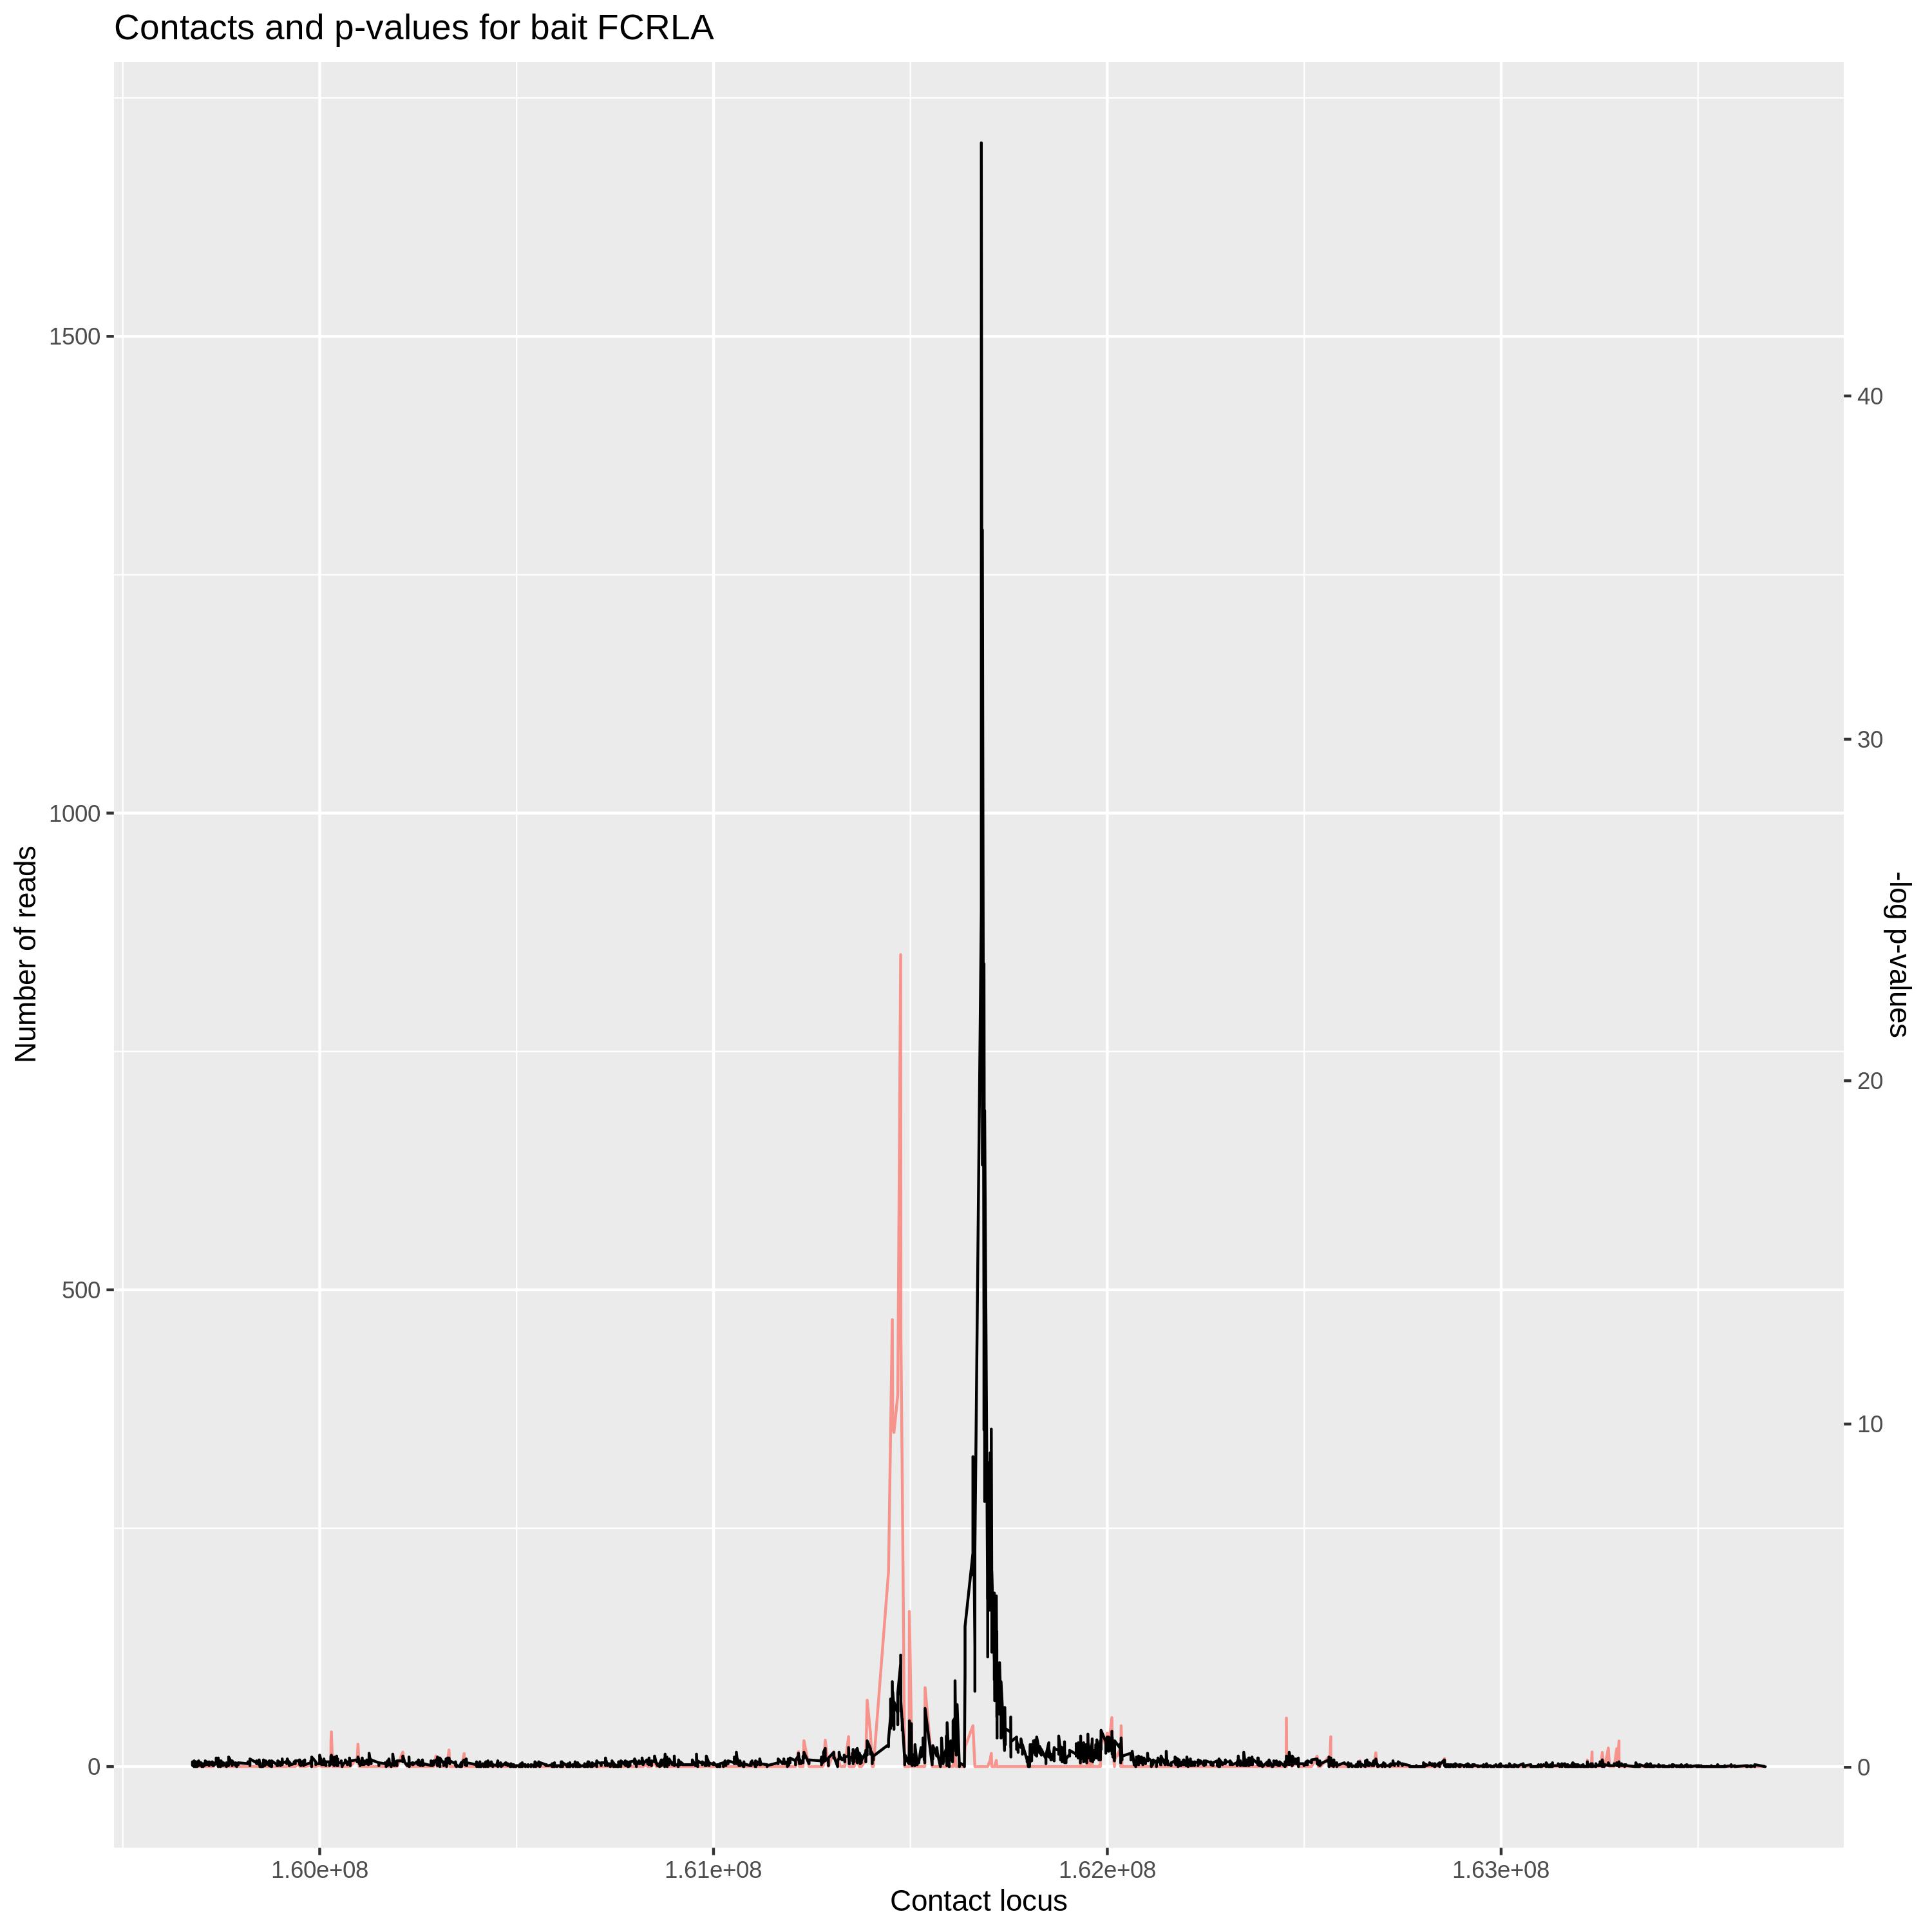 Contacts and p-values for bait FCRLA
1500
1000
500
0
Number of reads
40
30
20
10
0
-log p-values
1.60e+08
1.61e+08
1.62e+08
1.63e+08
Contact locus